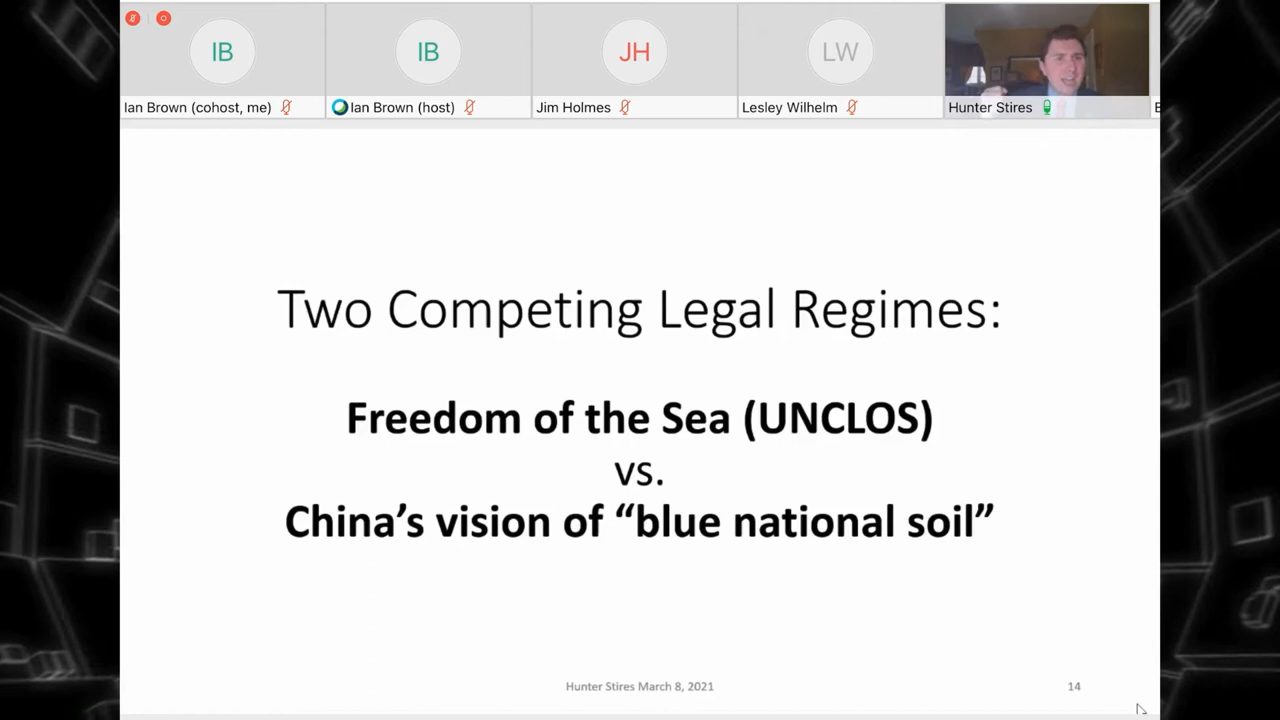 IB
IB
JH
LW
Ian Brown (cohost, me)
Ian Brown (host)
Jim Holmes
Lesley Wilhelm
Hunter Stires
Two Competing Legal Regimes:
Freedom of the Sea (UNCLOS)
vs.
China’s vision of “blue national soil”
Hunter Stires March 8, 2021
14